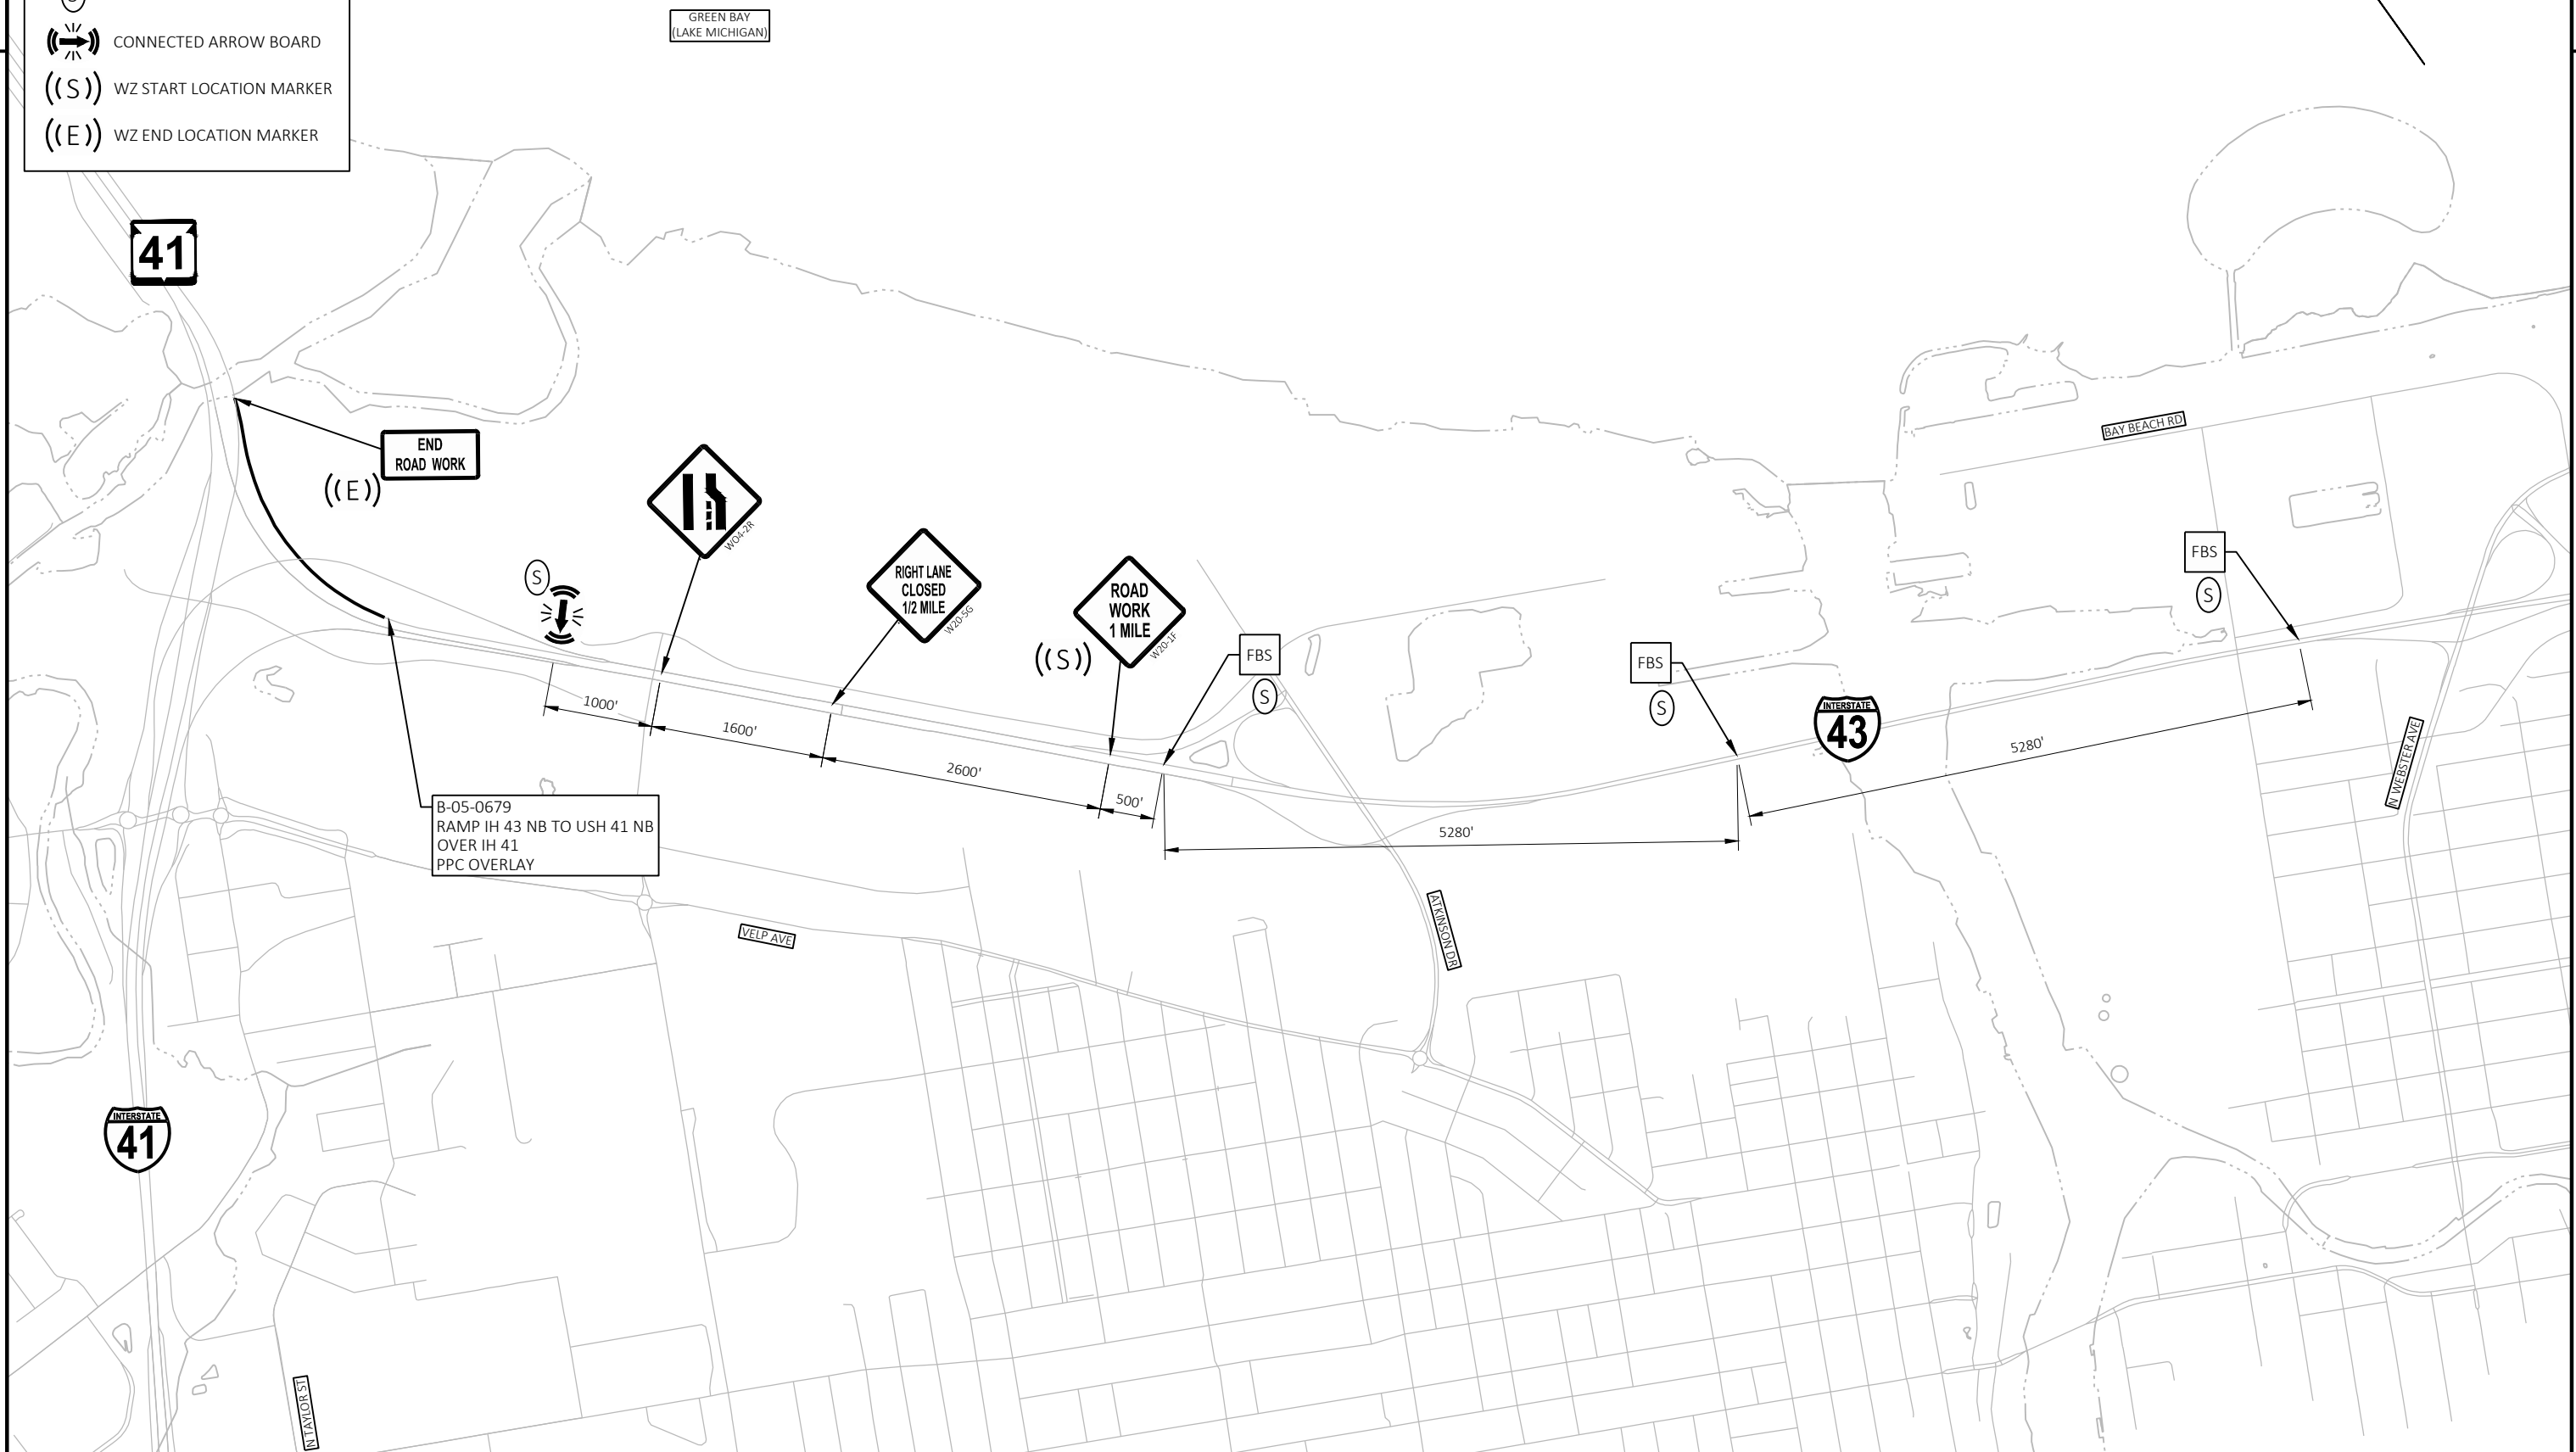 GREEN BAY
(LAKE MICHIGAN)
CONNECTED ARROW BOARD
((S)) WZ START LOCATION MARKER
((E)) WZ END LOCATION MARKER
41
END
ROAD WORK
((E))
WO4-2R
S
RIGHT LANE
CLOSED
1/2 MILE
W20-5G
ROAD
WORK
1 MILE
W20-1F
((S))
FBS
S
FBS
S
FBS
S
BAY BEACH RD
INTERSTATE
43
N WEBSTER AVE
1000'
1600'
2600'
500'
5280'
5280'
B-05-0679
RAMP IH 43 NB TO USH 41 NB
OVER IH 41
PPC OVERLAY
VELP AVE
ATKINSON DR
INTERSTATE
41
N TAYLOR ST